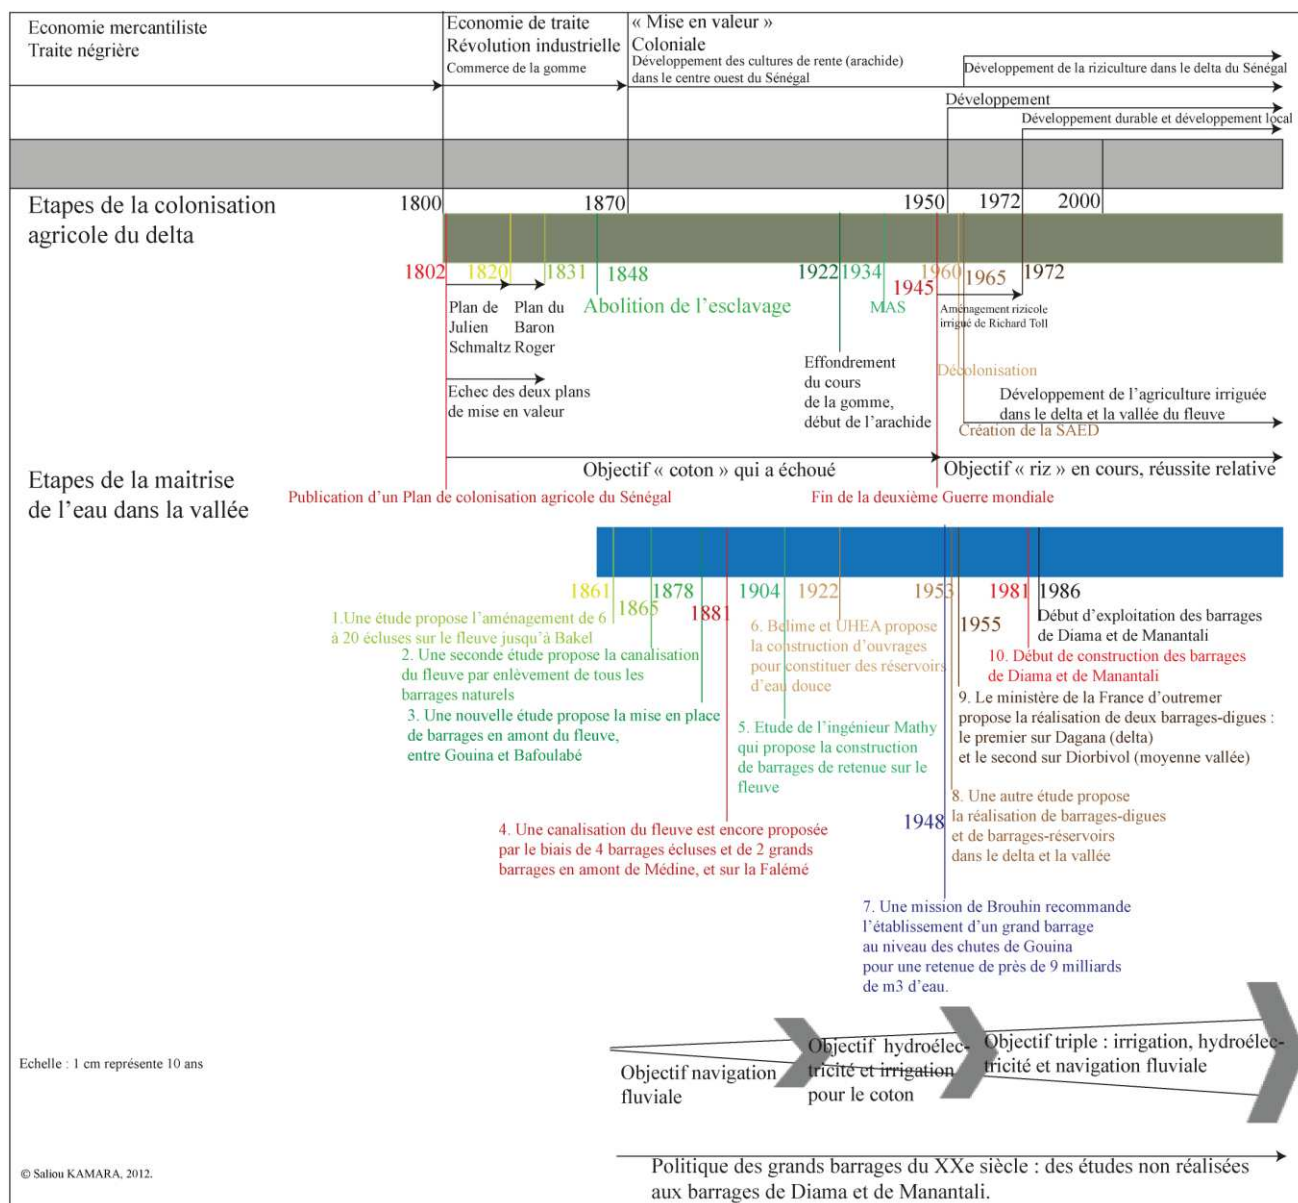 Economie mercantiliste
Traite négrière
Economie de traite
Révolution industrielle
Commerce de la gomme
« Mise en valeur »
Coloniale
Développement des cultures de rente (arachide)
dans le centre ouest du Sénégal
Développement de la riziculture dans le delta du Sénégal
Développement
Développement durable et développement local
Etapes de la colonisation
agricole du delta
1800
1870
1950
1972
2000
1802
1820
1831
1848
1922
1934
1945
1960
1965
1972
Plan de
Julien
Schmaltz
Plan du
Baron
Roger
Abolition de l'esclavage
MAS
Aménagement rizicole
irrigué de Richard Toll
Echec des deux plans
de mise en valeur
Effondrement
du cours
de la gomme,
début de l'arachide
Décolonisation
Développement de l'agriculture irriguée
dans le delta et la vallée du fleuve
Création de la SAED
Etapes de la maitrise
de l'eau dans la vallée
Objectif « coton » qui a échoué
Objectif « riz » en cours, réussite relative
Publication d'un Plan de colonisation agricole du Sénégal
Fin de la deuxième Guerre mondiale
1861
1865
1878
1881
1904
1922
1953
1955
1981
1986
1.Une étude propose l'aménagement de 6
à 20 écluses sur le fleuve jusqu'à Bakel
2. Une seconde étude propose la canalisation
du fleuve par enlèvement de tous les
barrages naturels
3. Une nouvelle étude propose la mise en place
de barrages en amont du fleuve,
entre Gouina et Bafoulabé
4. Une canalisation du fleuve est encore proposée
par le biais de 4 barrages écluses et de 2 grands
barrages en amont de Médine, et sur la Falémé
5. Etude de l'ingénieur Mathy
qui propose la construction
de barrages de retenue sur le
fleuve
6. Belime et UHEA propose
la construction d'ouvrages
pour constituer des réservoirs
d'eau douce
Début d'exploitation des barrages
de Diama et de Manantali
10. Début de construction des barrages
de Diama et de Manantali
9. Le ministère de la France d'outremer
propose la réalisation de deux barrages-digues :
le premier sur Dagana (delta)
et le second sur Diorbivol (moyenne vallée)
8. Une autre étude propose
la réalisation de barrages-digues
et de barrages-réservoirs
dans le delta et la vallée
1948
7. Une mission de Brouhin recommande
l'établissement d'un grand barrage
au niveau des chutes de Gouina
pour une retenue de près de 9 milliards
de m3 d'eau.
Echelle : 1 cm représente 10 ans
Objectif navigation
fluviale
Objectif hydroélec-
tricité et irrigation
pour le coton
Objectif triple : irrigation, hydroélec-
tricité et navigation fluviale
Politique des grands barrages du XXe siècle : des études non réalisées
aux barrages de Diama et de Manantali.
© Saliou KAMARA, 2012.